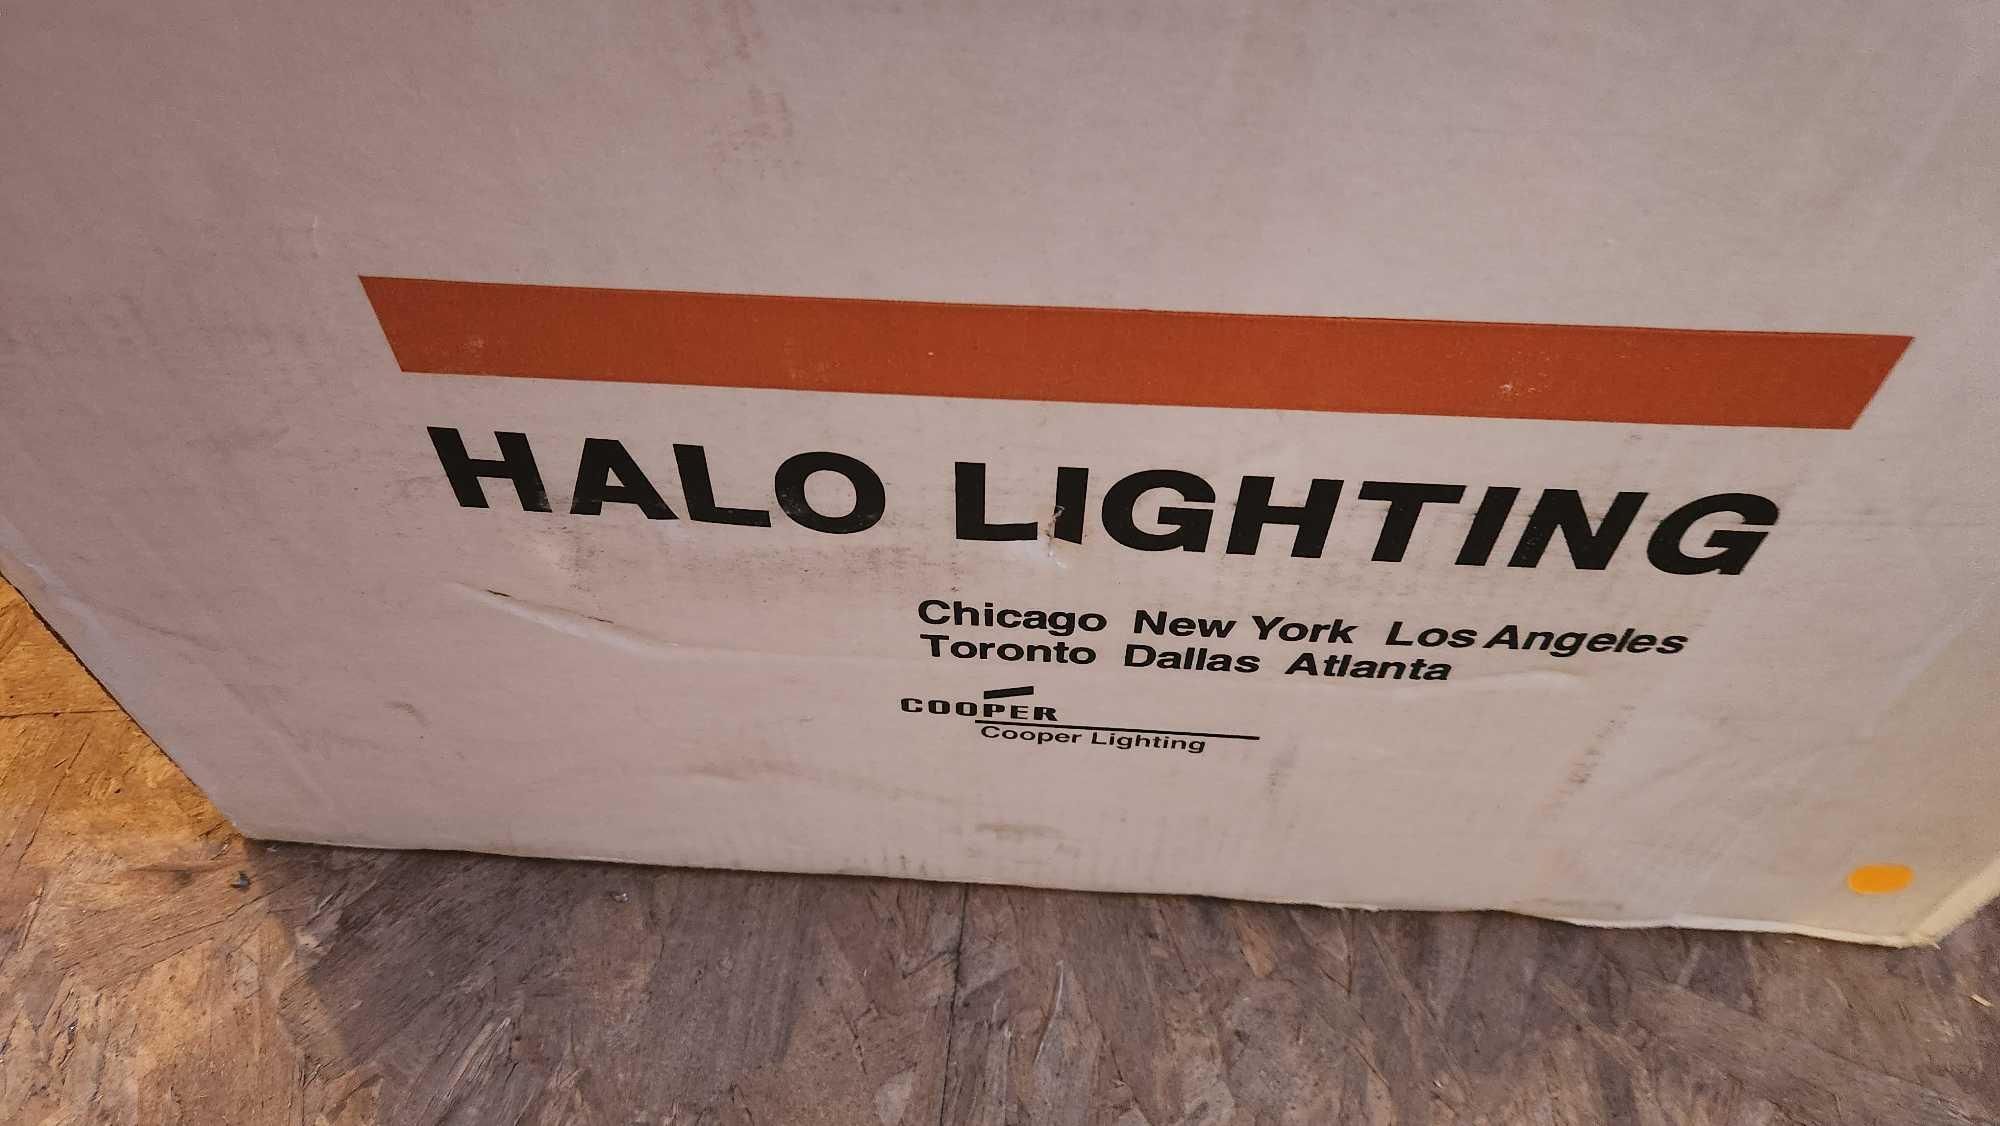 HALO LIGHTING
Chicago New York Los Angeles
Toronto Dallas Atlanta
COOPER
Cooper Lighting